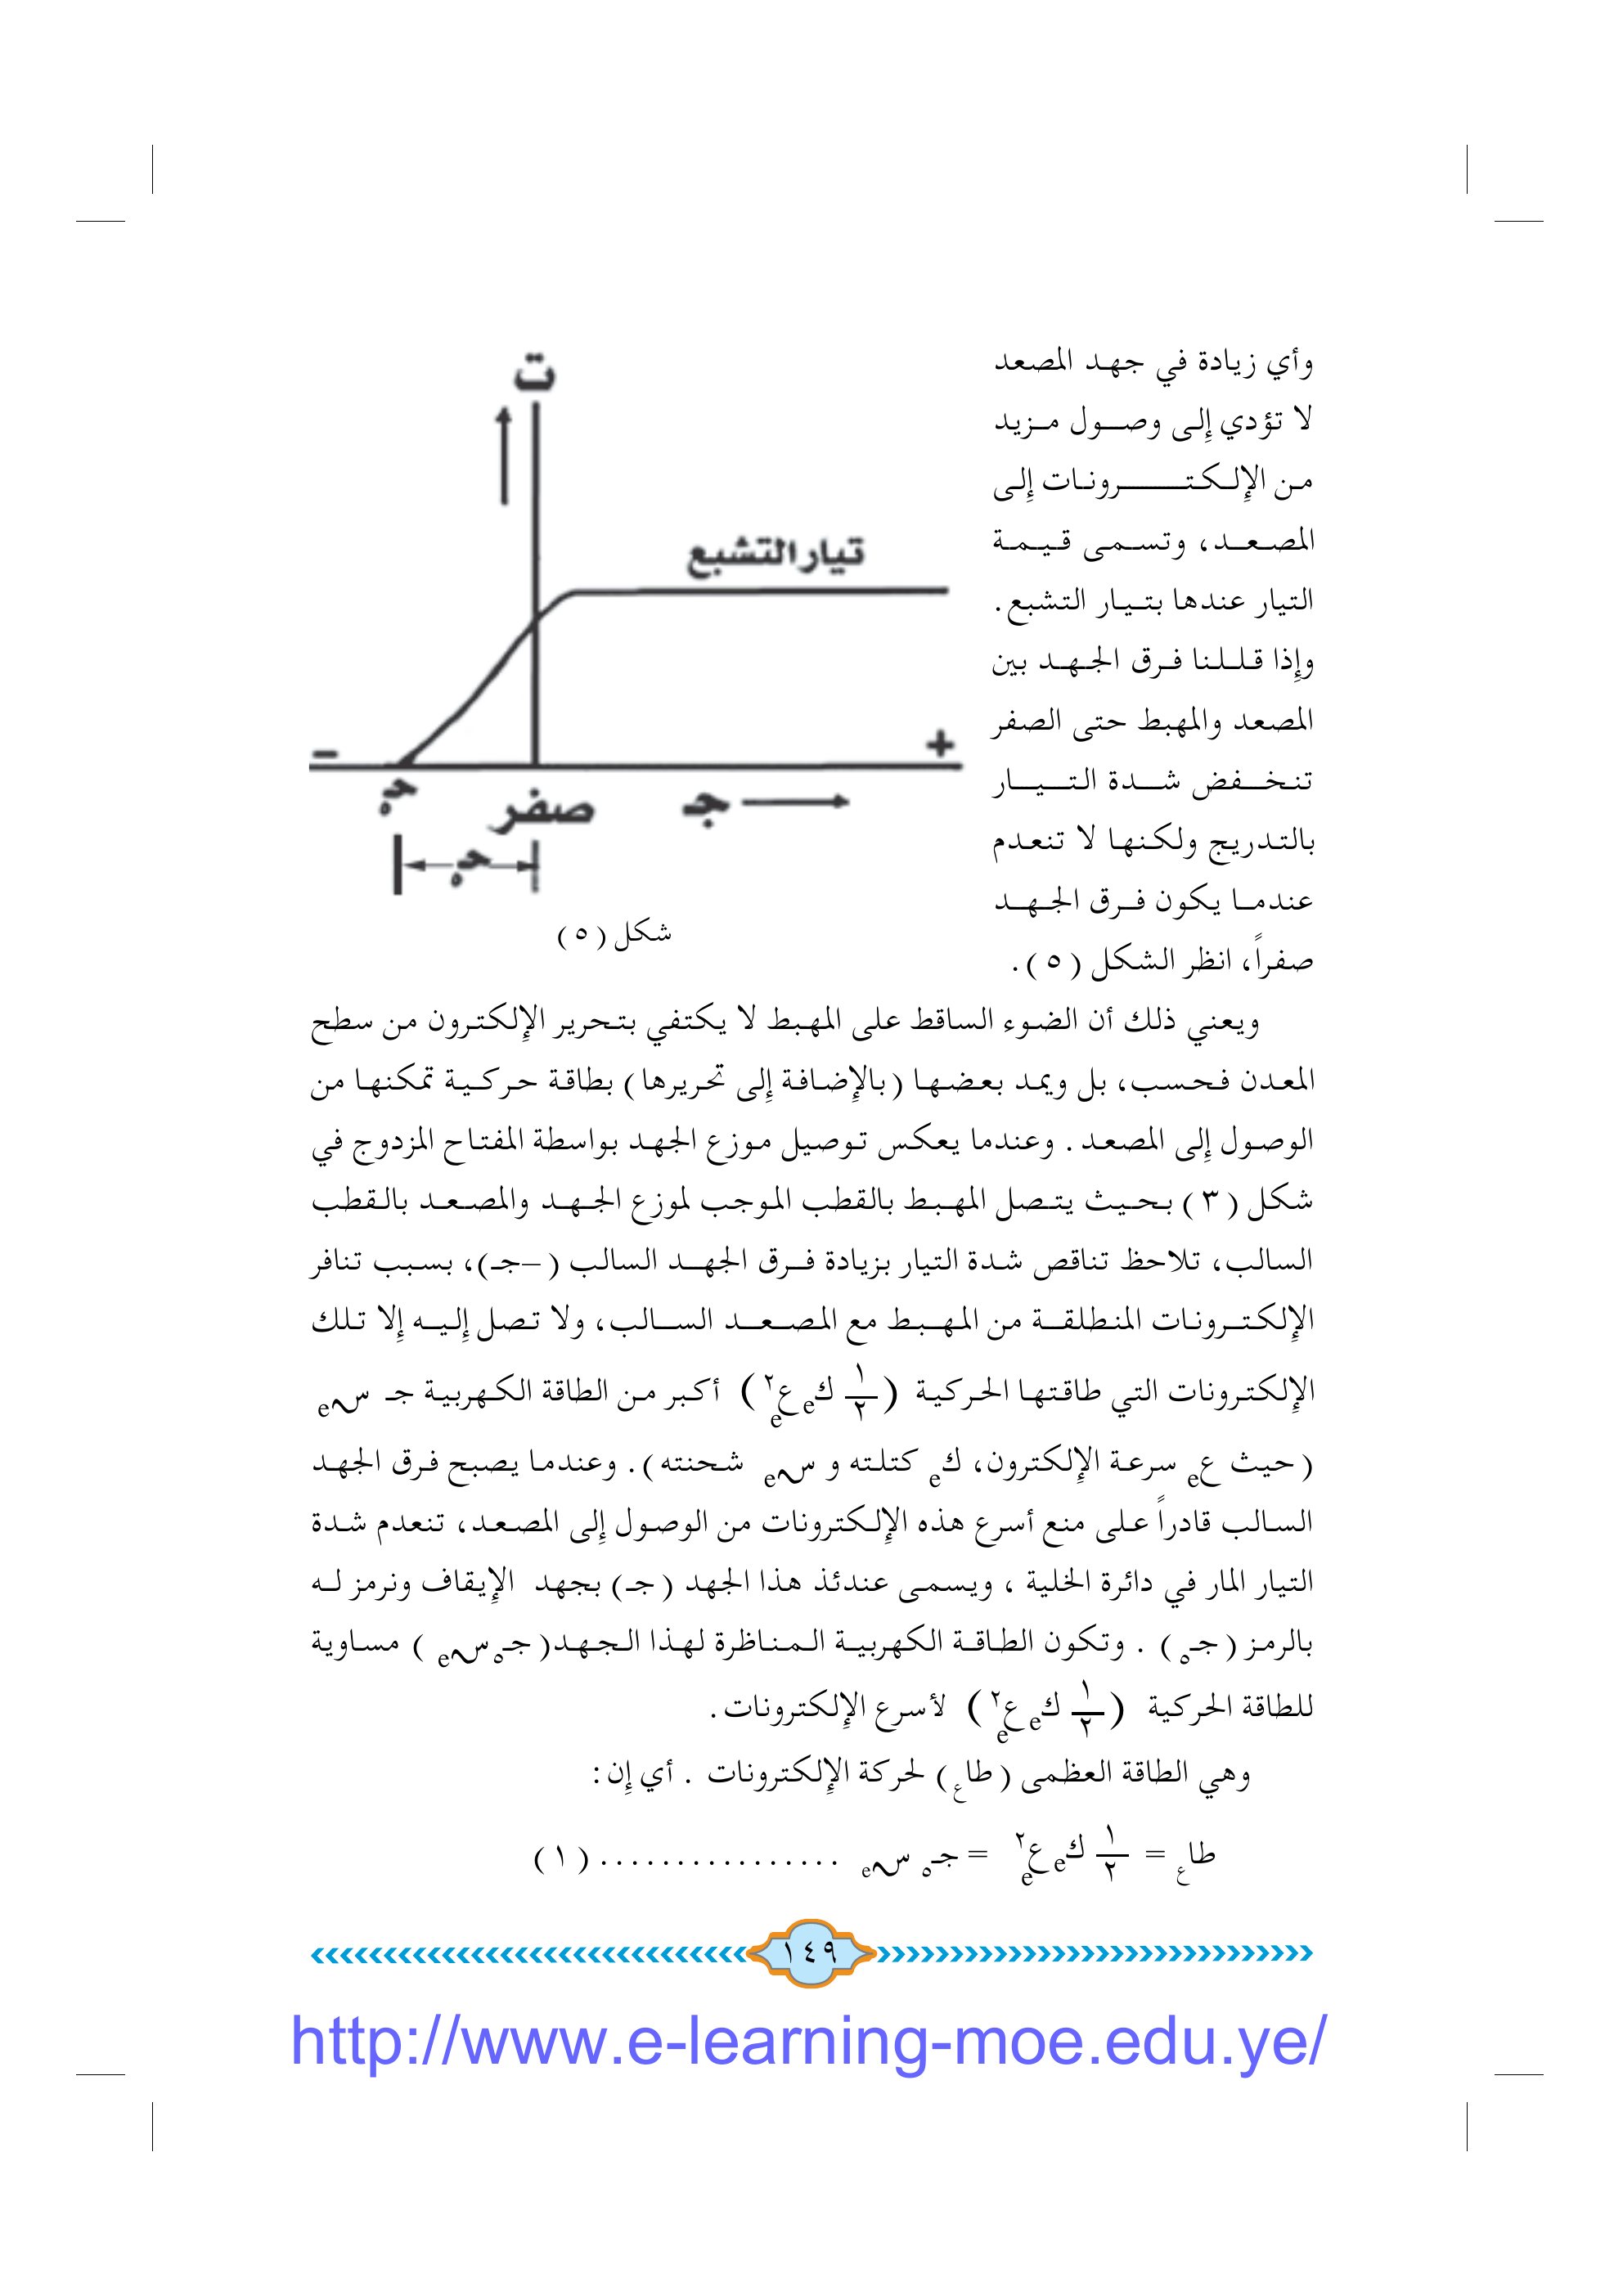 وأي زيادة في جهد المصعد
لا تؤدي إلى وصول مزيد
من الإلكترونات إلى
المصعد، وتسمى قيمة
التيار عندها بتيار التشبع.
وإذا قللنا فرق الجهد بين
المصعد والمهبط حتى الصفر
تنخفض شدة التيار
بالتدريج ولكنها لا تنعدم
عندما يكون فرق الجهد
صفراً، انظر الشكل (٥).
ت
تيار التشبع
− +
جـ٥ صفر جـ
جـ٥
شكل (٥)
ويعني ذلك أن الضوء الساقط على المهبط لا يكتفي بتحرير الإلكترون من سطح
المعدن فحسب، بل ويمد بعضها (بالإضافة إلى تحريرها) بطاقة حركية تمكنها من
الوصول إلى المصعد. وعندما يعكس توصيل موزع الجهد بواسطة المفتاح المزدوج في
شكل (٣) بحيث يتصل المهبط بالقطب الموجب لموزع الجهد والمصعد بالقطب
السالب، تلاحظ تناقص شدة التيار بزيادة فرق الجهد السالب (–جـ)، بسبب تنافر
الإلكترونات المنطلقة من المهبط مع المصعد السالب، ولا تصل إليه إلا تلك
الإلكترونات التي طاقتها الحركية (١/٢ كe عe٢) أكبر من الطاقة الكهربية جـ سہe
(حيث عe سرعة الإلكترون، كe كتلته و سہe شحنته). وعندما يصبح فرق الجهد
السالب قادراً على منع أسرع هذه الإلكترونات من الوصول إلى المصعد، تنعدم شدة
التيار المار في دائرة الخلية ، ويسمى عندئذ هذا الجهد (جـ) بجهد الإيقاف ونرمز له
بالرمز (جـ٥) . وتكون الطاقة الكهربية المناظرة لهذا الجهد(جـ٥ سہe) مساوية
للطاقة الحركية (١/٢ كe عe٢) لأسرع الإلكترونات.
وهي الطاقة العظمى (طاع) لحركة الإلكترونات . أي إن:
طاع = ١/٢ كe عe٢ = جـ٥ سہe ................ (١)
١٤٩
http://www.e-learning-moe.edu.ye/